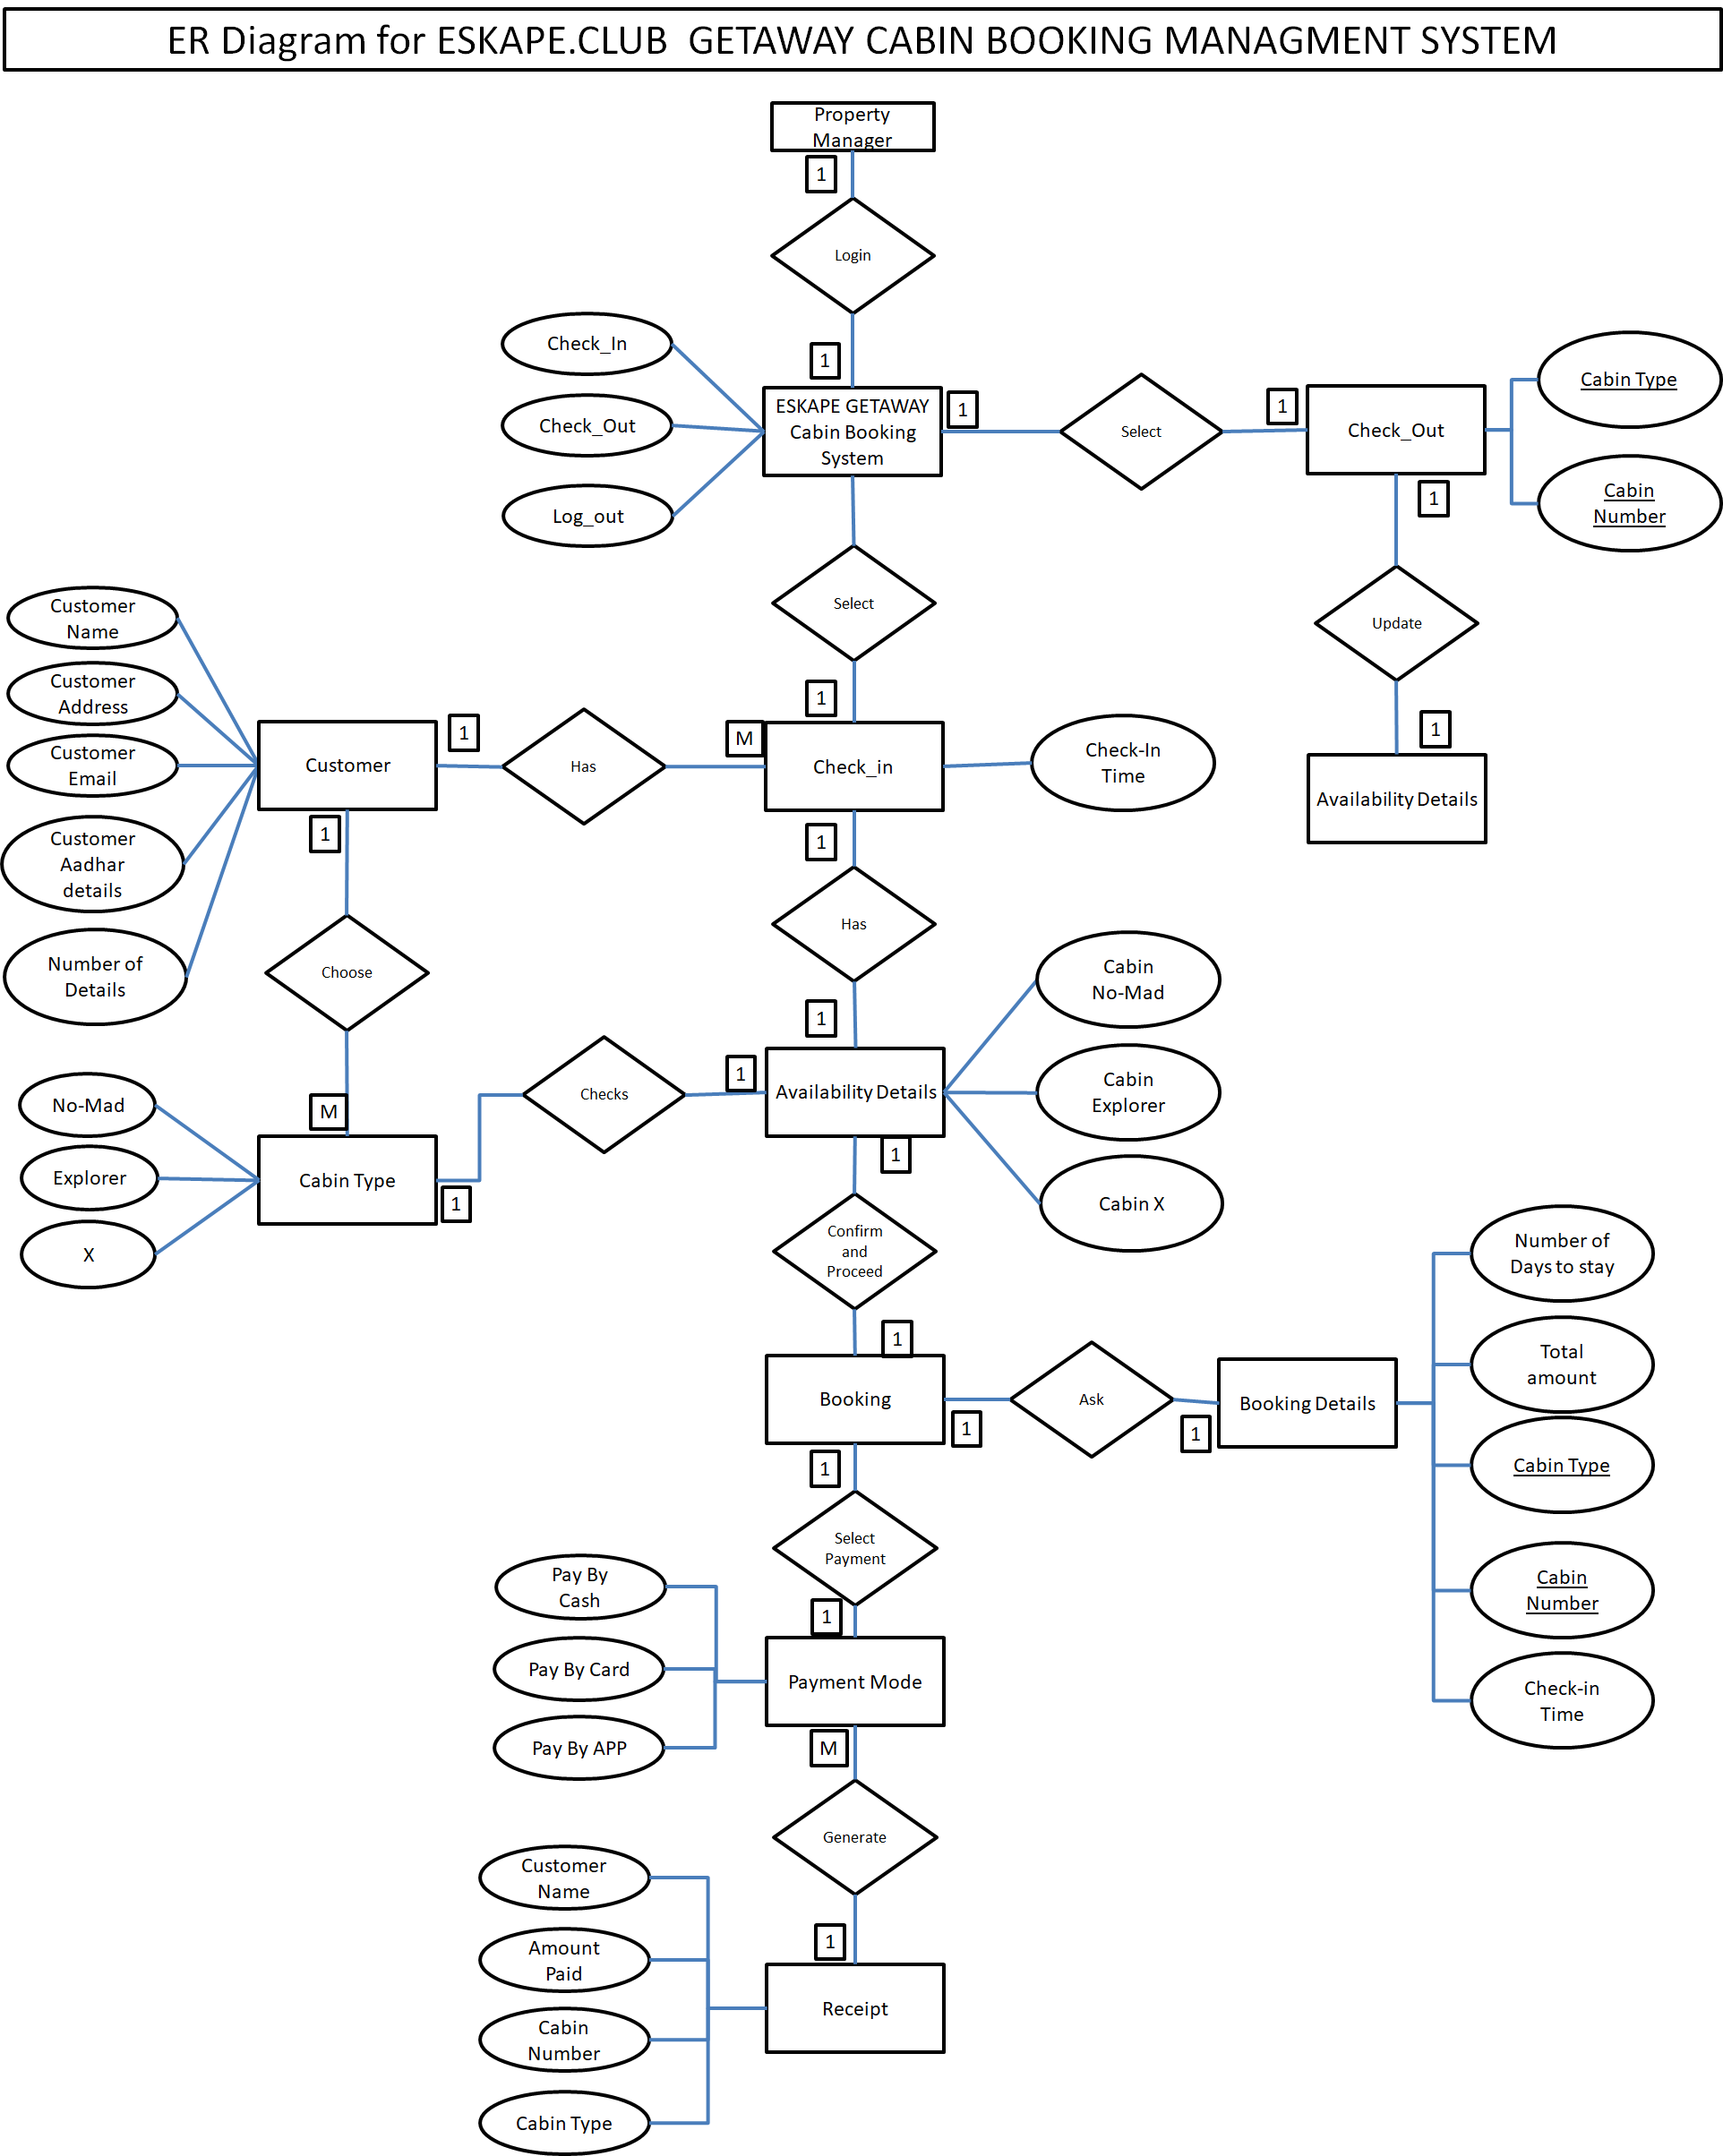 ER Diagram for ESKAPE.CLUB  GETAWAY CABIN BOOKING MANAGMENT SYSTEM
Property
Manager
1
Login
1
Check_In
Check_Out
Log_out
ESKAPE GETAWAY
Cabin Booking
System
1
Select
1
Check_Out
Cabin Type
Cabin
Number
1
Update
1
Availability Details
Select
1
Customer
Name
Customer
Address
Customer
Email
Customer
Aadhar
details
Number of
Details
Customer
1
Has
M
Check_in
Check-In
Time
1
Choose
M
1
Has
1
No-Mad
Explorer
X
Cabin Type
1
Checks
1
Availability Details
Cabin
No-Mad
Cabin
Explorer
Cabin X
1
Confirm
and
Proceed
1
Booking
1
Ask
1
Booking Details
Number of
Days to stay
Total
amount
Cabin Type
Cabin
Number
Check-in
Time
1
Select
Payment
1
Pay By
Cash
Pay By Card
Pay By APP
Payment Mode
M
Generate
1
Customer
Name
Amount
Paid
Cabin
Number
Cabin Type
Receipt